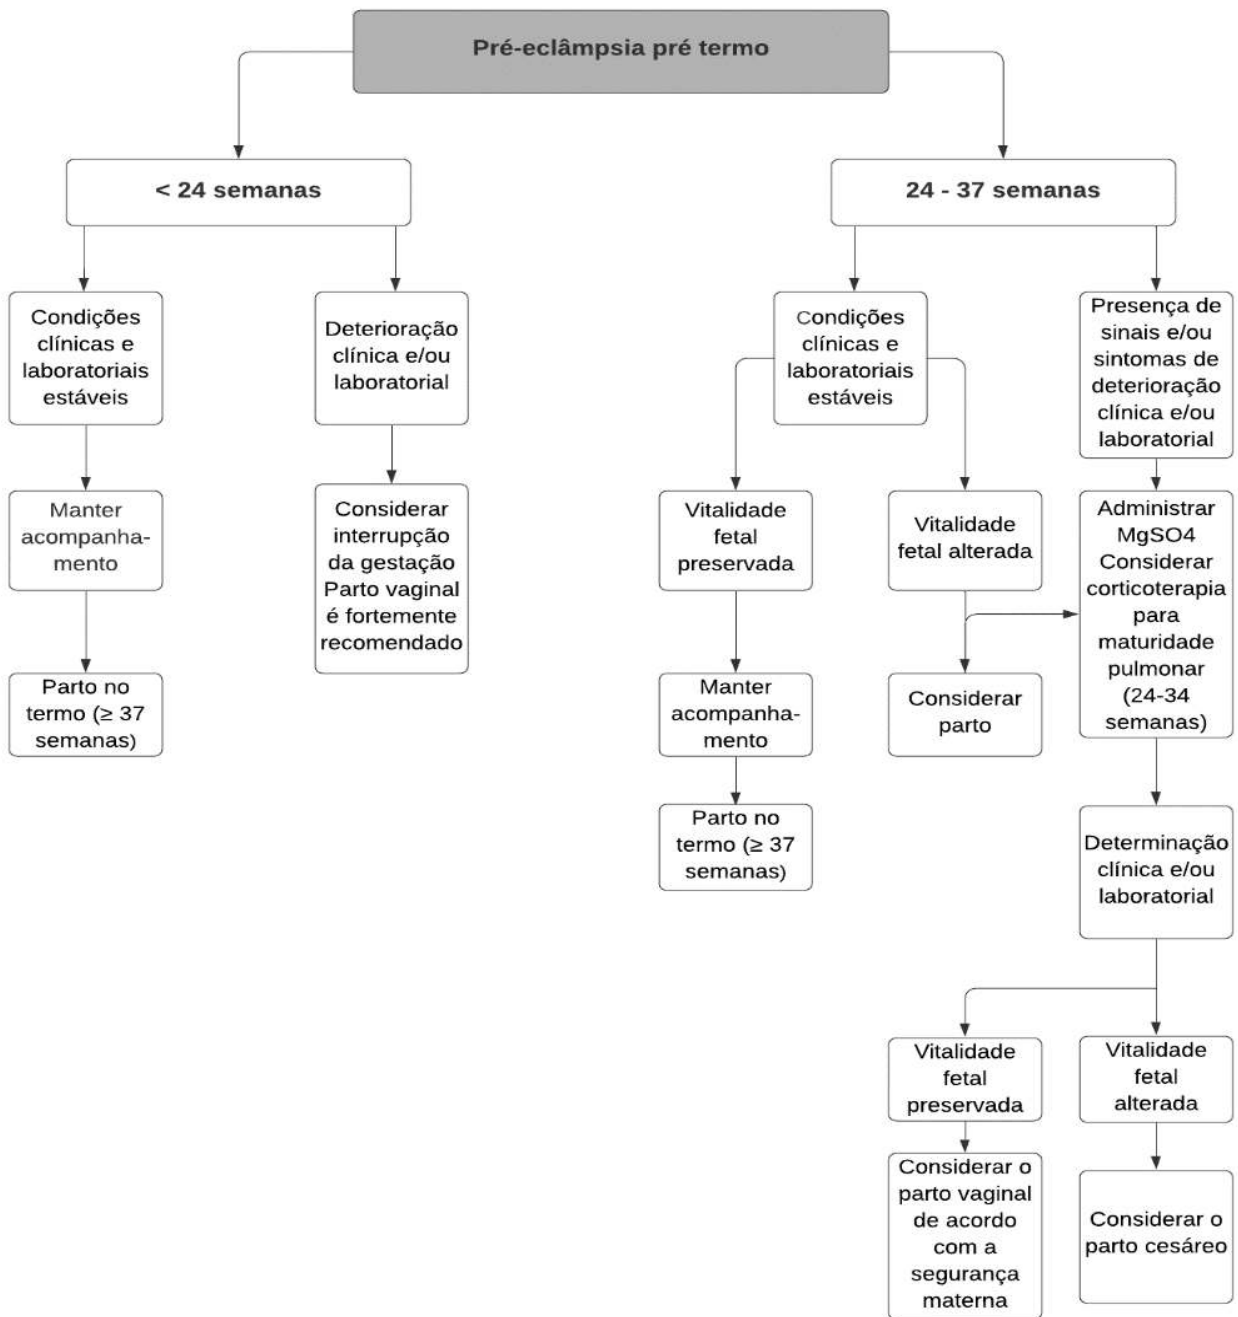 Pré-eclâmpsia pré termo
< 24 semanas
24 - 37 semanas
Condições
clínicas e
laboratoriais
estáveis
Deterioração
clínica e/ou
laboratorial
Condições
clínicas e
laboratoriais
estáveis
Presença de
sinais e/ou
sintomas de
deterioração
clínica e/ou
laboratorial
Manter
acompanha-
mento
Considerar
interrupção
da gestação
Parto vaginal
é fortemente
recomendado
Vitalidade
fetal
preservada
Vitalidade
fetal alterada
Administrar
MgSO4
Considerar
corticoterapia
para
maturidade
pulmonar
(24-34
semanas)
Parto no
termo (≥ 37
semanas)
Manter
acompanha-
mento
Considerar
parto
Parto no
termo (≥ 37
semanas)
Determinação
clínica e/ou
laboratorial
Vitalidade
fetal
preservada
Vitalidade
fetal
alterada
Considerar o
parto vaginal
de acordo
com a
segurança
materna
Considerar o
parto cesáreo